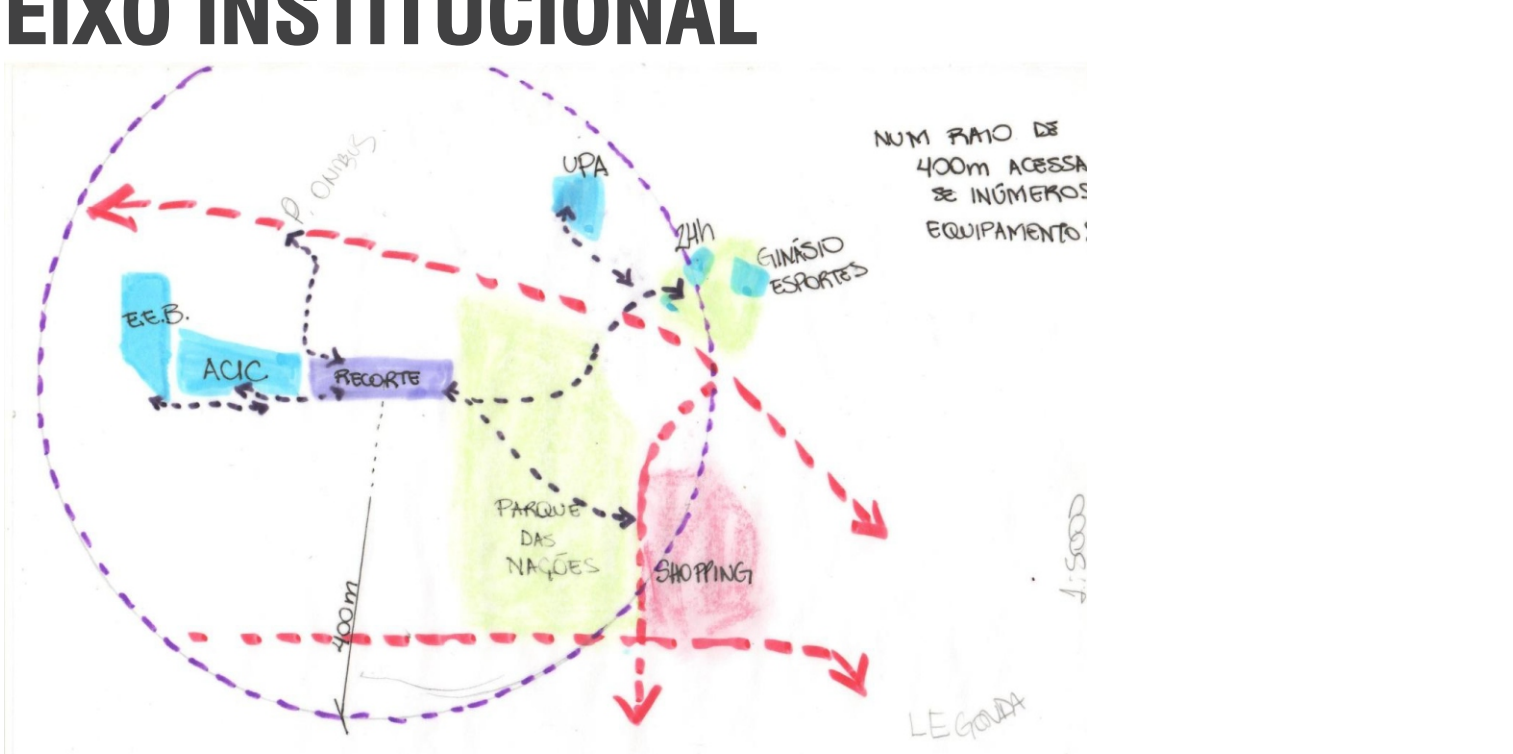 EIXO INSTITUCIONAL
NUM RAIO DE
400m ACESSA
SE INÚMEROS
EQUIPAMENTOS
P. ONIBUS
UPA
24h
GINÁSIO
ESPORTES
E.E.B.
ACIC
RECORTE
PARQUE
DAS
NAÇÕES
SHOPPING
400m
1:5000
LEGENDA